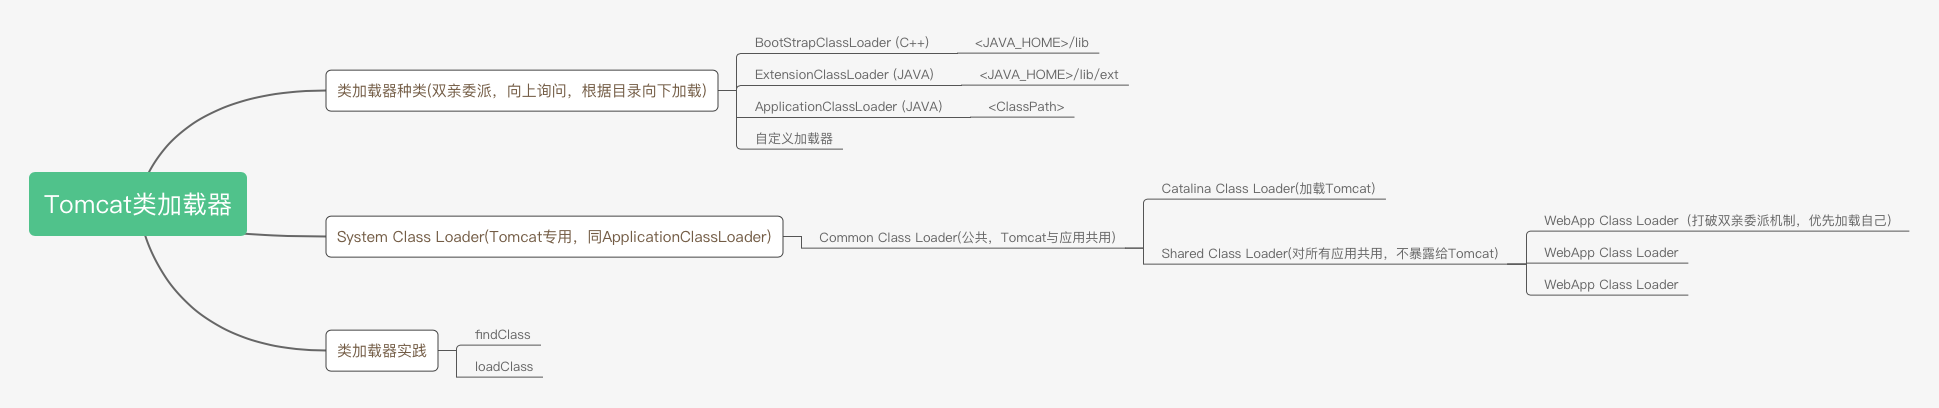 Tomcat类加载器
类加载器种类(双亲委派，向上询问，根据目录向下加载)
BootStrapClassLoader (C++)
<JAVA_HOME>/lib
ExtensionClassLoader (JAVA)
<JAVA_HOME>/lib/ext
ApplicationClassLoader (JAVA)
<ClassPath>
自定义加载器
System Class Loader(Tomcat专用，同ApplicationClassLoader)
Common Class Loader(公共，Tomcat与应用共用)
Catalina Class Loader(加载Tomcat)
Shared Class Loader(对所有应用共用，不暴露给Tomcat)
WebApp Class Loader（打破双亲委派机制，优先加载自己）
WebApp Class Loader
WebApp Class Loader
类加载器实践
findClass
loadClass